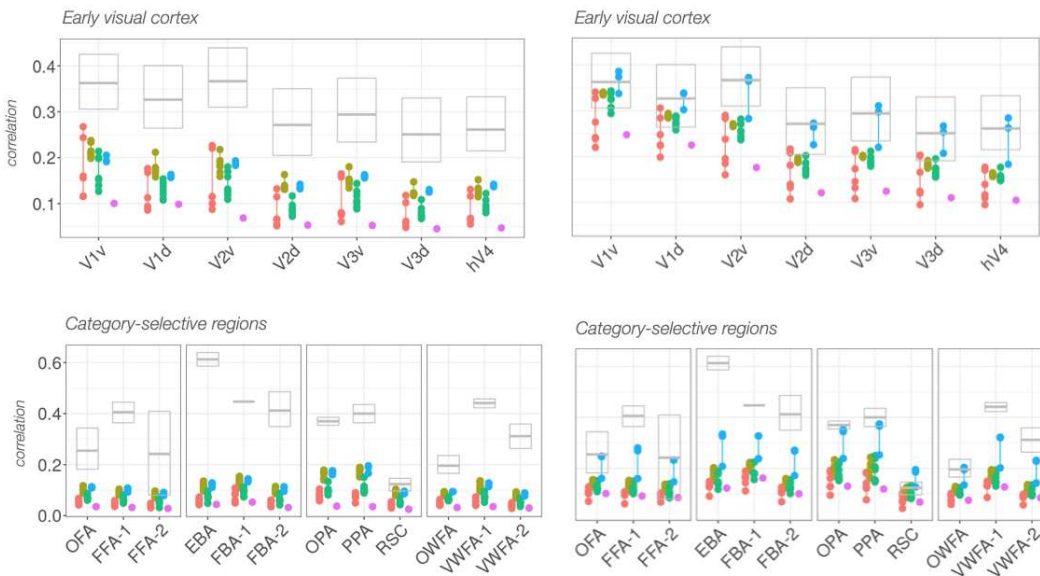 Early visual cortex
correlation
0.4
0.3
0.2
0.1
V1v V1d V2v V2d V3v V3d hV4
Early visual cortex
V1v V1d V2v V2d V3v V3d hV4
Category-selective regions
correlation
0.6
0.4
0.2
0.0
OFA FFA-1 FFA-2 EBA FBA-1 FBA-2 OPA PPA RSC OWFA VWFA-1 VWFA-2
Category-selective regions
OFA FFA-1 FFA-2 EBA FBA-1 FBA-2 OPA PPA RSC OWFA VWFA-1 VWFA-2